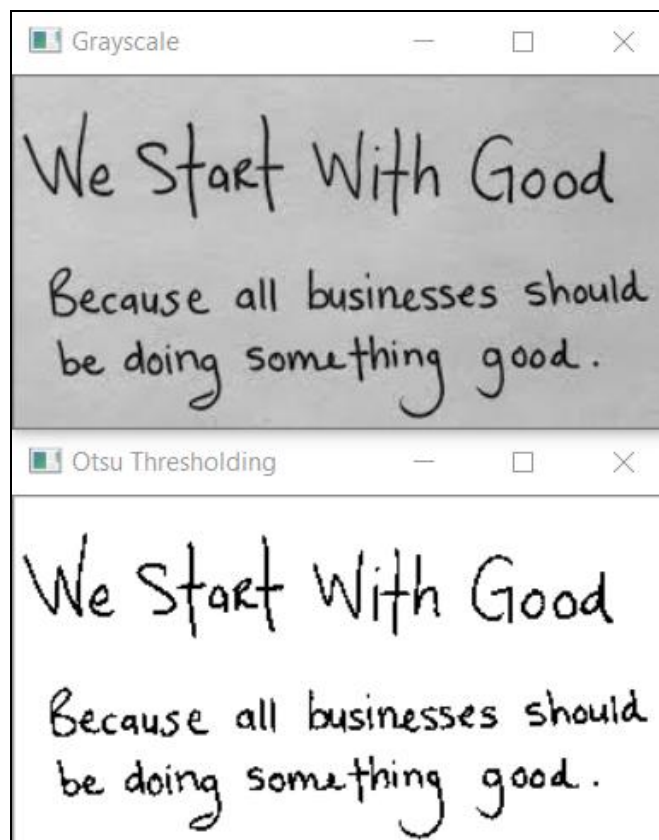 Grayscale
We Start With Good
Because all businesses should
be doing something good.
Otsu Thresholding
We Start With Good
Because all businesses should
be doing something good.